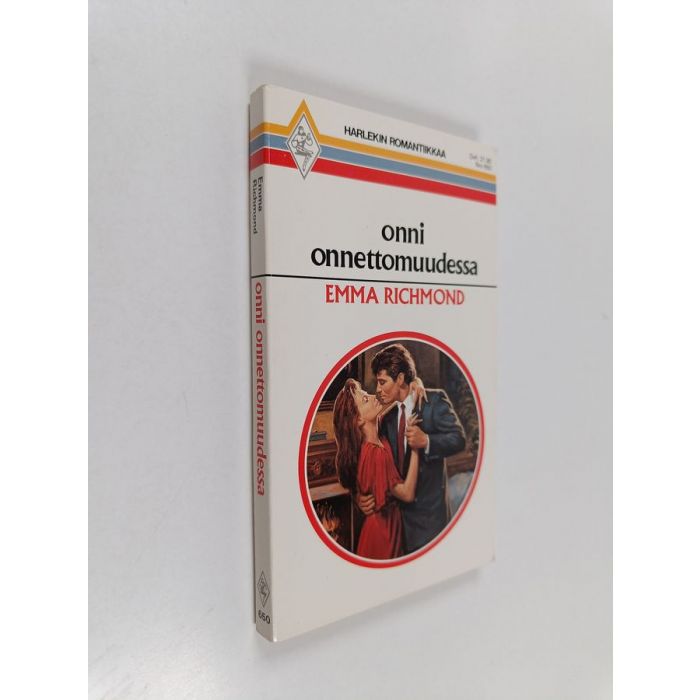 HARLEKIN ROMANTIIKKAA
onni
onnettomuudessa
EMMA RICHMOND
Emma
Richmond
onni onnettomuudessa
650